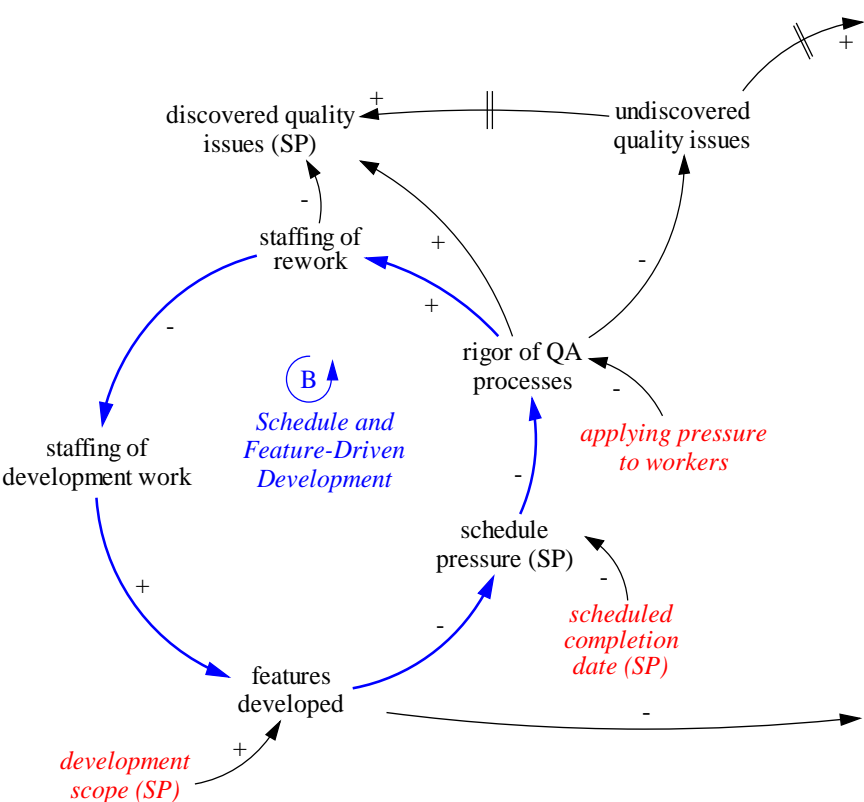 +
discovered quality
issues (SP)
+
undiscovered
quality issues
-
staffing of
rework
+
-
+
-
rigor of QA
processes
-
B
Schedule and
Feature-Driven
Development
applying pressure
to workers
staffing of
development work
-
schedule
pressure (SP)
-
+
scheduled
completion
date (SP)
-
features
developed
-
+
development
scope (SP)